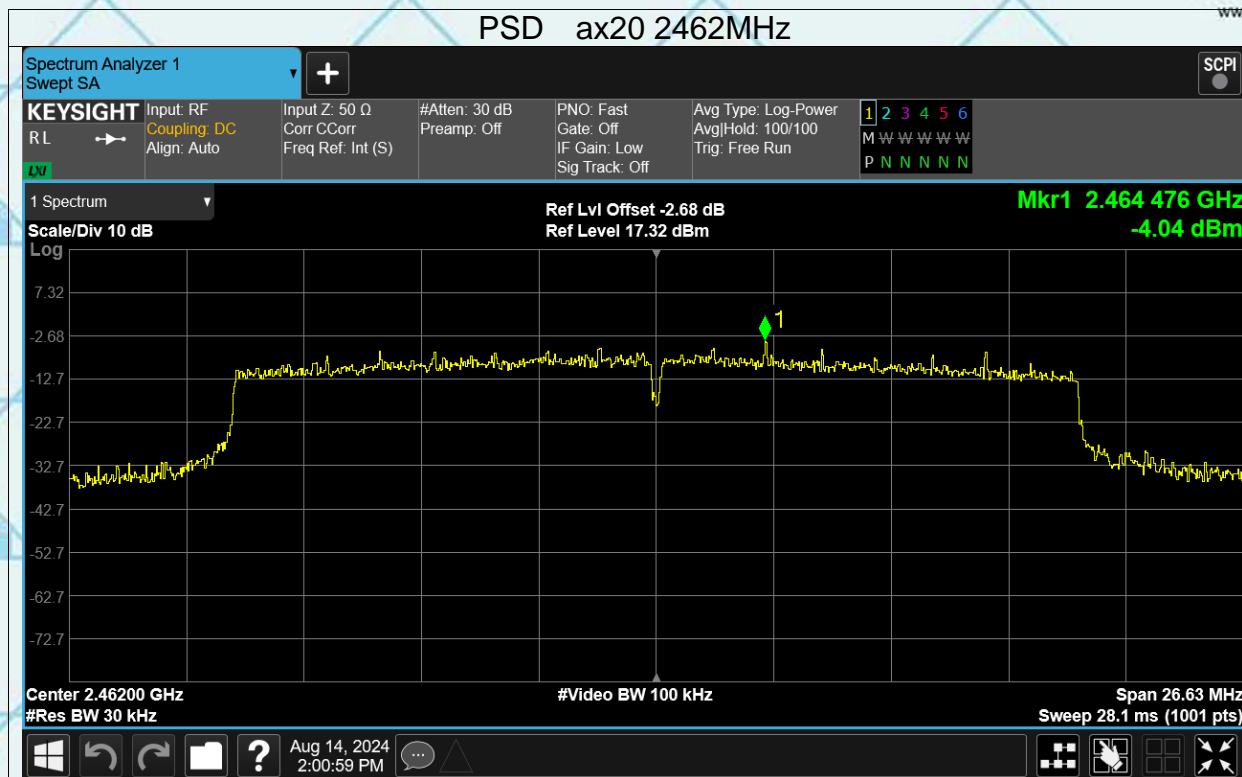 ww
PSD ax20 2462MHz
Spectrum Analyzer 1
Swept SA
SCPI
KEYSIGHT
RL
LXI
Input: RF
Coupling: DC
Align: Auto
Input Z: 50 Ω
Corr CCorr
Freq Ref: Int (S)
#Atten: 30 dB
Preamp: Off
PNO: Fast
Gate: Off
IF Gain: Low
Sig Track: Off
Avg Type: Log-Power
Avg|Hold: 100/100
Trig: Free Run
1 2 3 4 5 6
M W W W W W
P N N N N N
1 Spectrum
Scale/Div 10 dB
Log
Ref Lvl Offset -2.68 dB
Ref Level 17.32 dBm
Mkr1 2.464 476 GHz
-4.04 dBm
7.32
-2.68
-12.7
-22.7
-32.7
-42.7
-52.7
-62.7
-72.7
1
Center 2.46200 GHz
#Res BW 30 kHz
#Video BW 100 kHz
Span 26.63 MHz
Sweep 28.1 ms (1001 pts)
?
Aug 14, 2024
2:00:59 PM